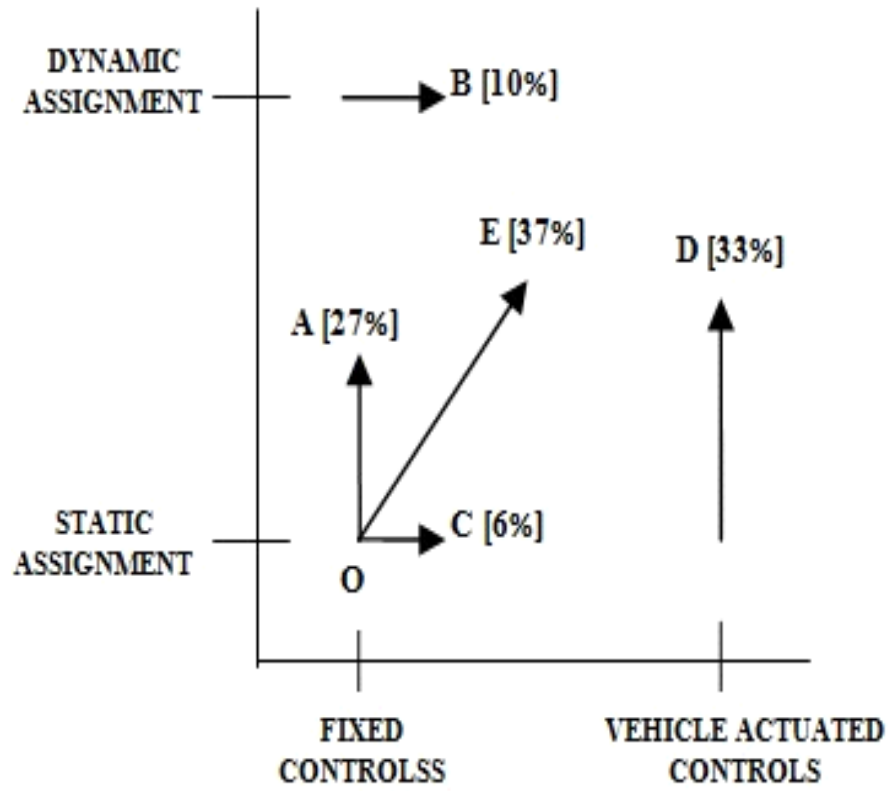 DYNAMIC
ASSIGNMENT
B [10%]
E [37%]
D [33%]
A [27%]
STATIC
ASSIGNMENT
C [6%]
O
FIXED
CONTROLSS
VEHICLE ACTUATED
CONTROLS